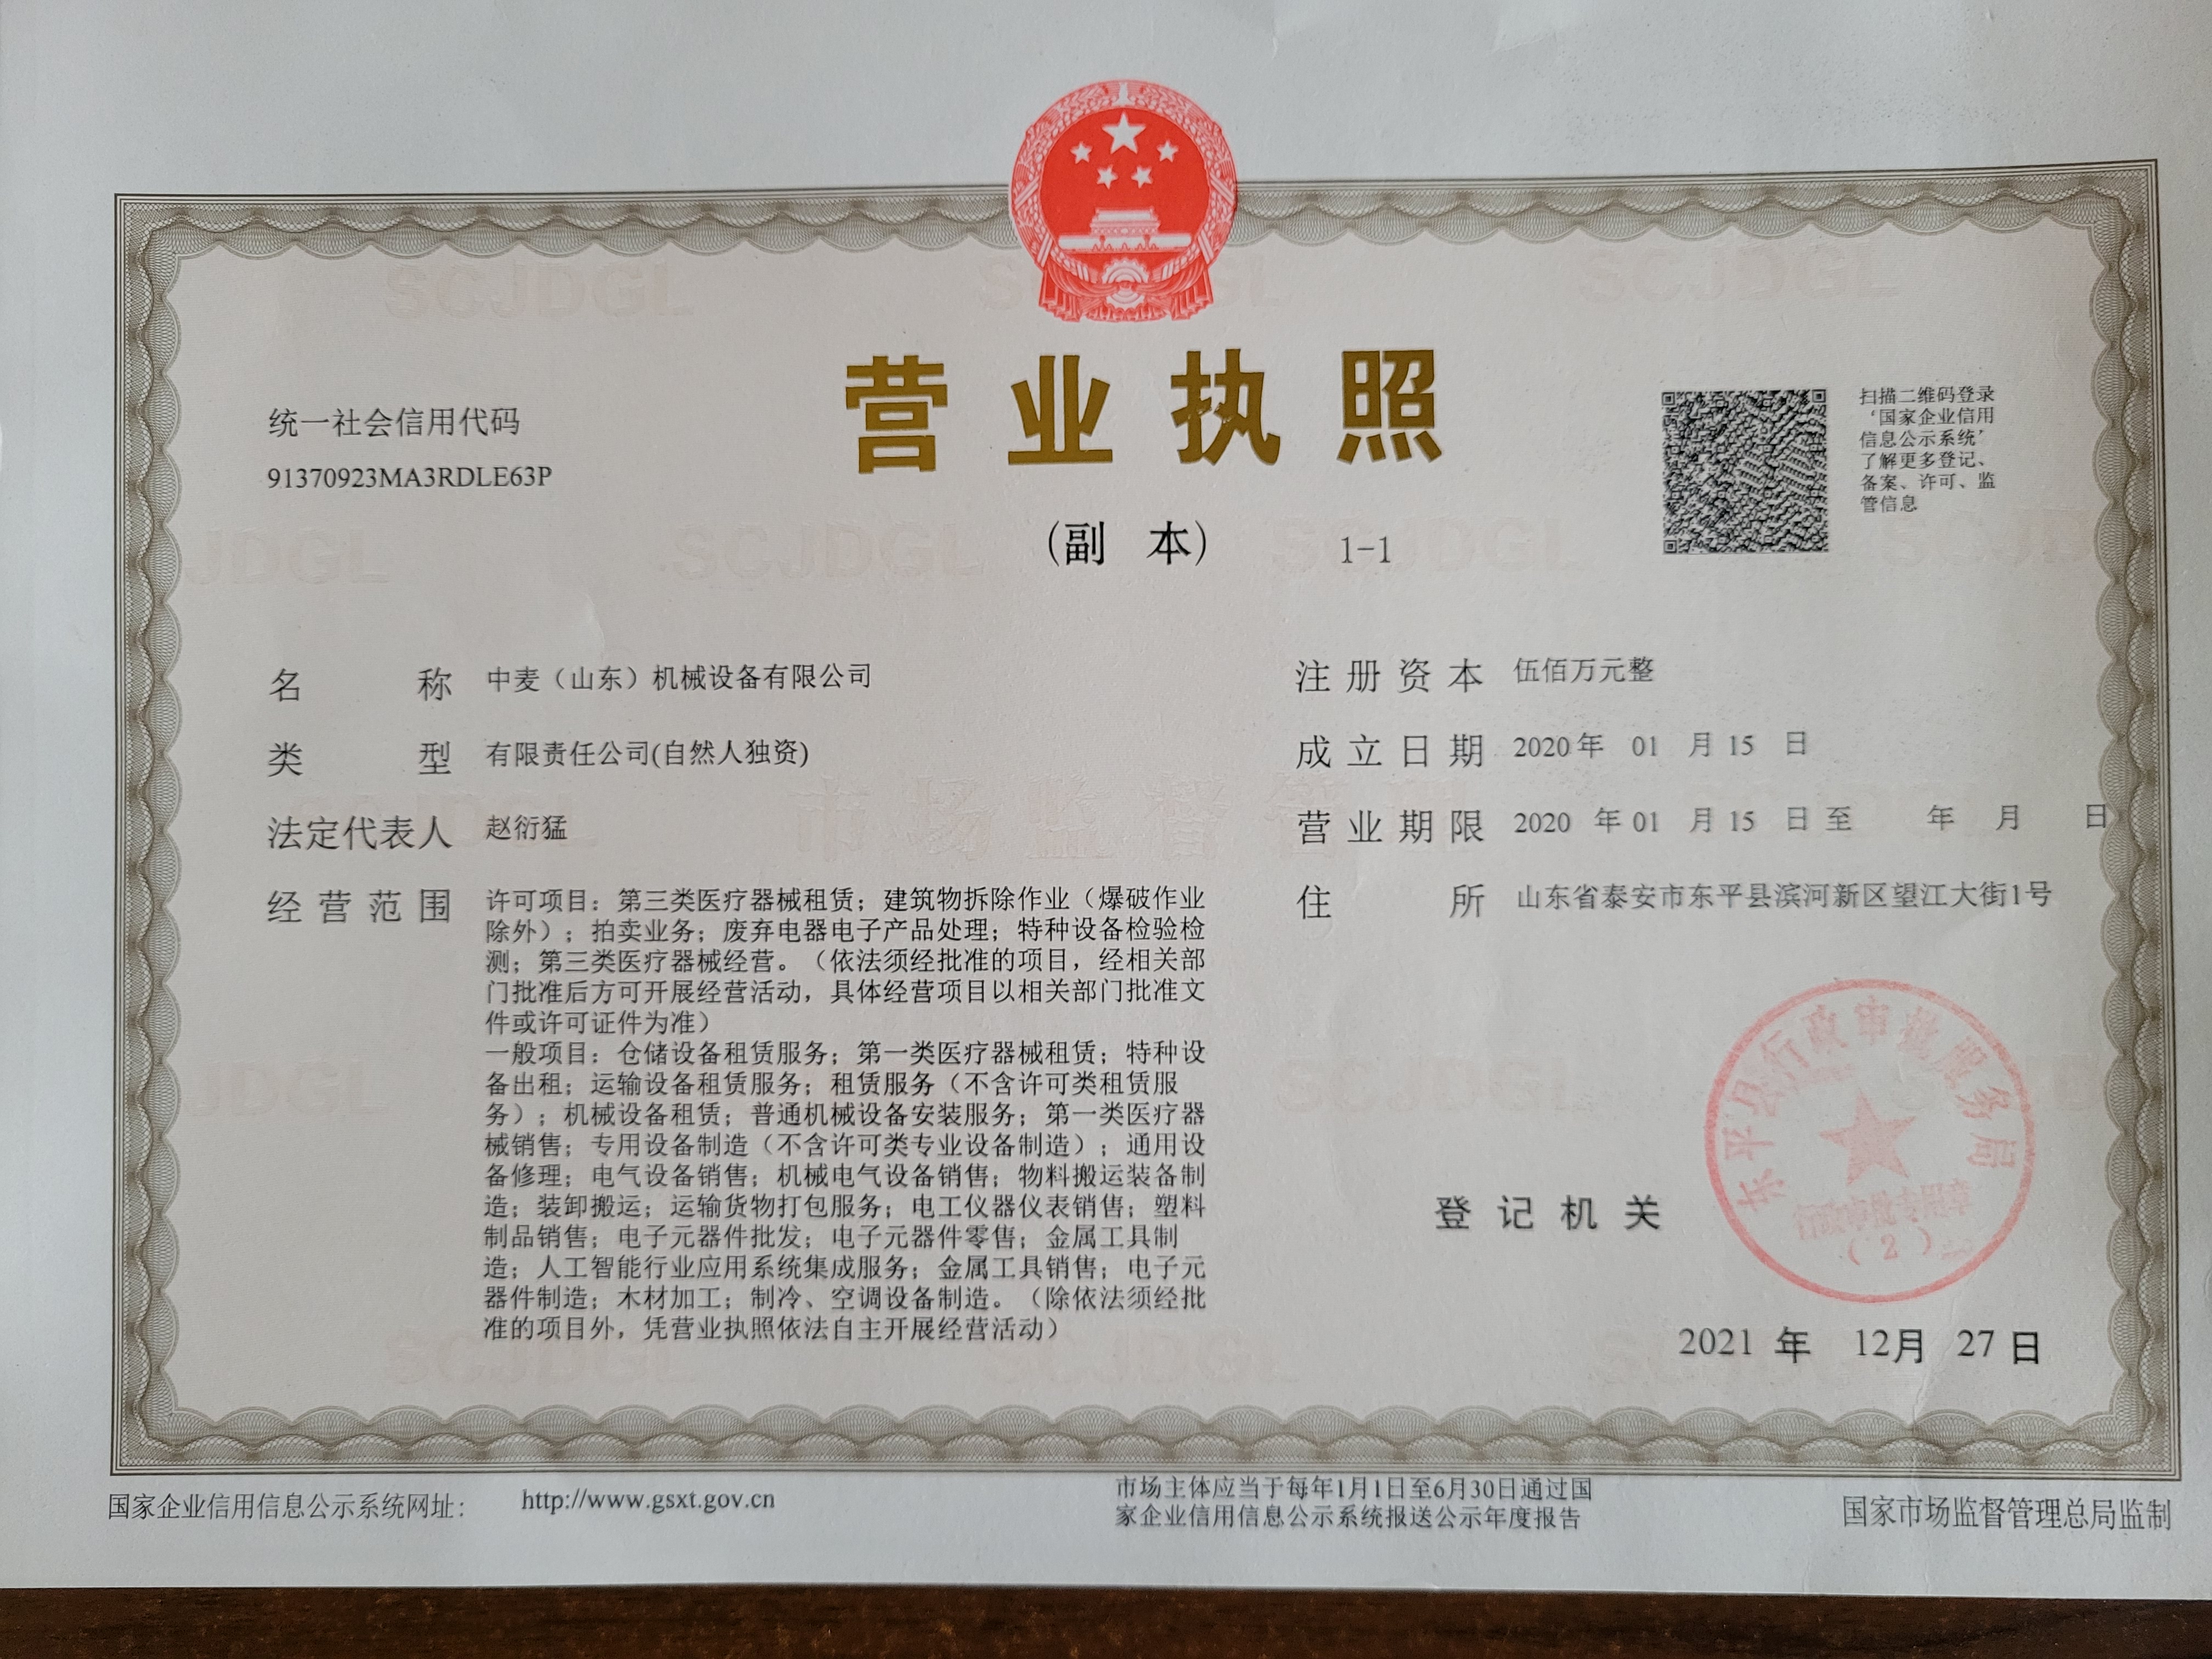 统一社会信用代码
91370923MA3RDLE63P
营业执照
（副 本） 1-1
扫描二维码登录
‘国家企业信用
信息公示系统’
了解更多登记、
备案、许可、监
管信息
名 称 中麦（山东）机械设备有限公司
类 型 有限责任公司(自然人独资)
法定代表人 赵衍猛
经营范围 许可项目：第三类医疗器械租赁；建筑物拆除作业（爆破作业
除外）；拍卖业务；废弃电器电子产品处理；特种设备检验检
测；第三类医疗器械经营。（依法须经批准的项目，经相关部
门批准后方可开展经营活动，具体经营项目以相关部门批准文
件或许可证件为准）
一般项目：仓储设备租赁服务；第一类医疗器械租赁；特种设
备出租；运输设备租赁服务；租赁服务（不含许可类租赁服
务）；机械设备租赁；普通机械设备安装服务；第一类医疗器
械销售；专用设备制造（不含许可类专业设备制造）；通用设
备修理；电气设备销售；机械电气设备销售；物料搬运装备制
造；装卸搬运；运输货物打包服务；电工仪器仪表销售；塑料
制品销售；电子元器件批发；电子元器件零售；金属工具制
造；人工智能行业应用系统集成服务；金属工具销售；电子元
器件制造；木材加工；制冷、空调设备制造。（除依法须经批
准的项目外，凭营业执照依法自主开展经营活动）
注册资本 伍佰万元整
成立日期 2020年 01 月 15 日
营业期限 2020 年 01 月 15 日 至 年 月 日
住 所 山东省泰安市东平县滨河新区望江大街1号
登记机关
东平县行政审批服务局
行政审批专用章
（2）
2021 年 12月 27 日
国家企业信用信息公示系统网址： http://www.gsxt.gov.cn
市场主体应当于每年1月1日至6月30日通过国
家企业信用信息公示系统报送公示年度报告
国家市场监督管理总局监制